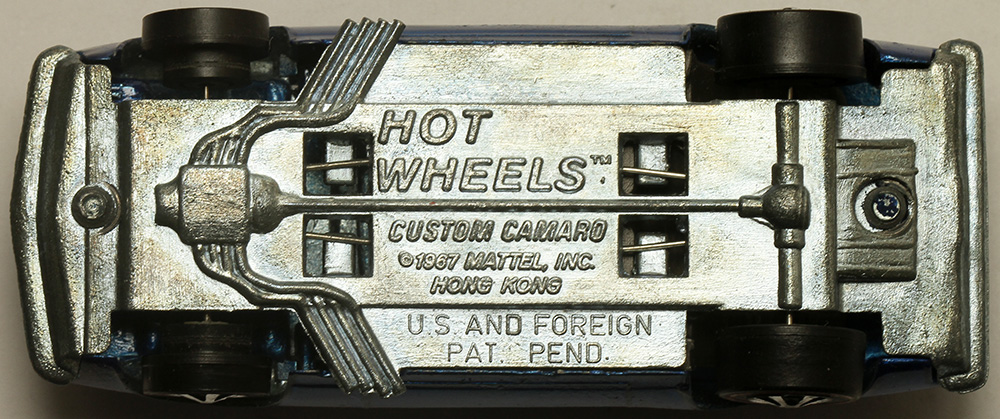 HOT
WHEELS™
CUSTOM CAMARO
©1967 MATTEL, INC.
HONG KONG
U.S. AND FOREIGN
PAT. PEND.